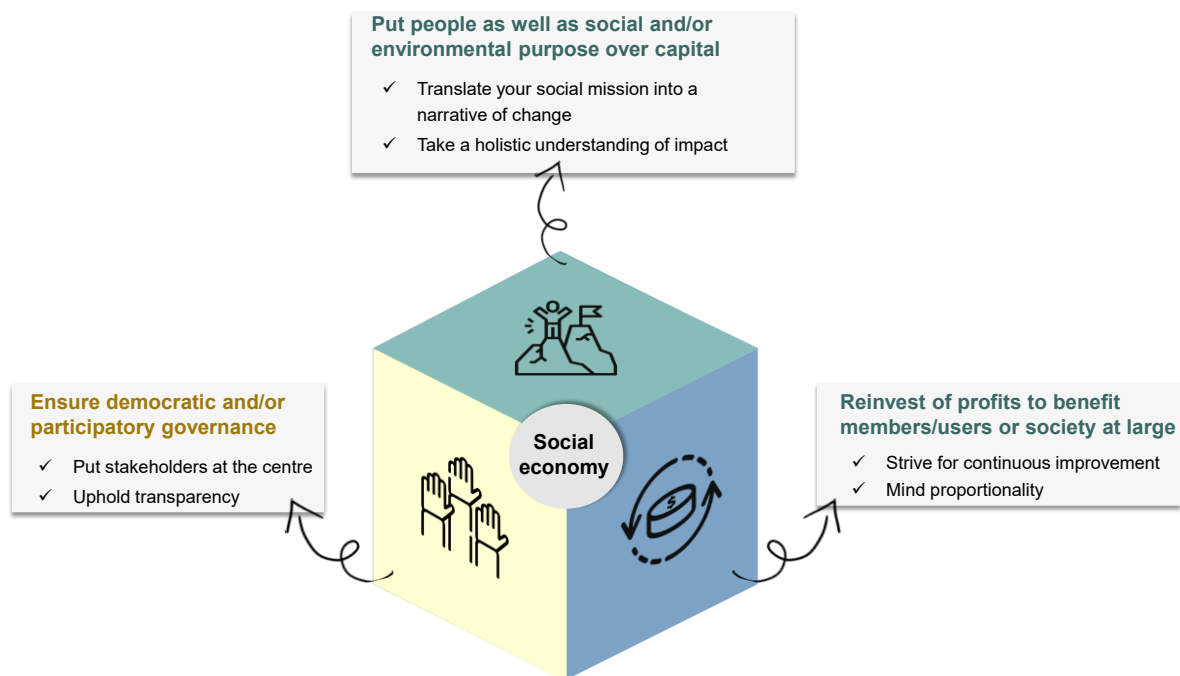 Put people as well as social and/or
environmental purpose over capital
✓ Translate your social mission into a
narrative of change
✓ Take a holistic understanding of impact
Ensure democratic and/or
participatory governance
✓ Put stakeholders at the centre
✓ Uphold transparency
Social
economy
$
Reinvest of profits to benefit
members/users or society at large
✓ Strive for continuous improvement
✓ Mind proportionality